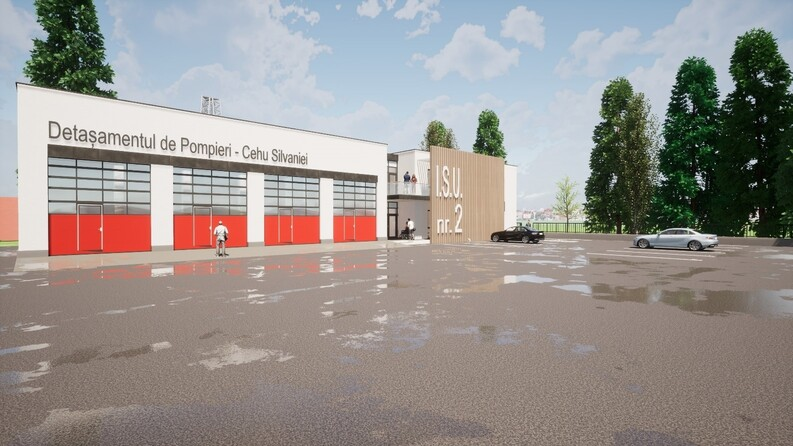 Detașamentul de Pompieri - Cehu Silvaniei
I.S.U.
nr. 2